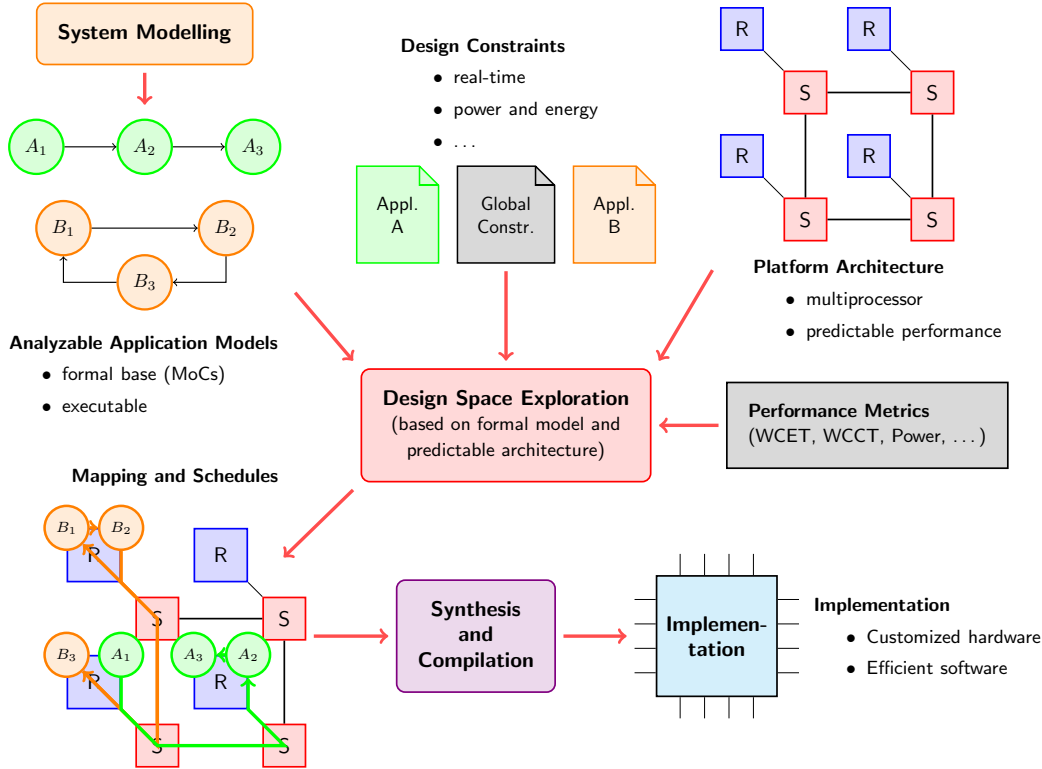 System Modelling
A1
A2
A3
B1
B2
B3
Analyzable Application Models
• formal base (MoCs)
• executable
Design Constraints
• real-time
• power and energy
• . . .
Appl.
A
Global
Constr.
Appl.
B
R
R
S
S
R
R
S
S
Platform Architecture
• multiprocessor
• predictable performance
Design Space Exploration
(based on formal model and
predictable architecture)
Performance Metrics
(WCET, WCCT, Power, . . . )
Mapping and Schedules
B1
B2
R
R
S
S
B3
A1
A3
A2
R
R
S
S
Synthesis
and
Compilation
Implemen-
tation
Implementation
• Customized hardware
• Efficient software